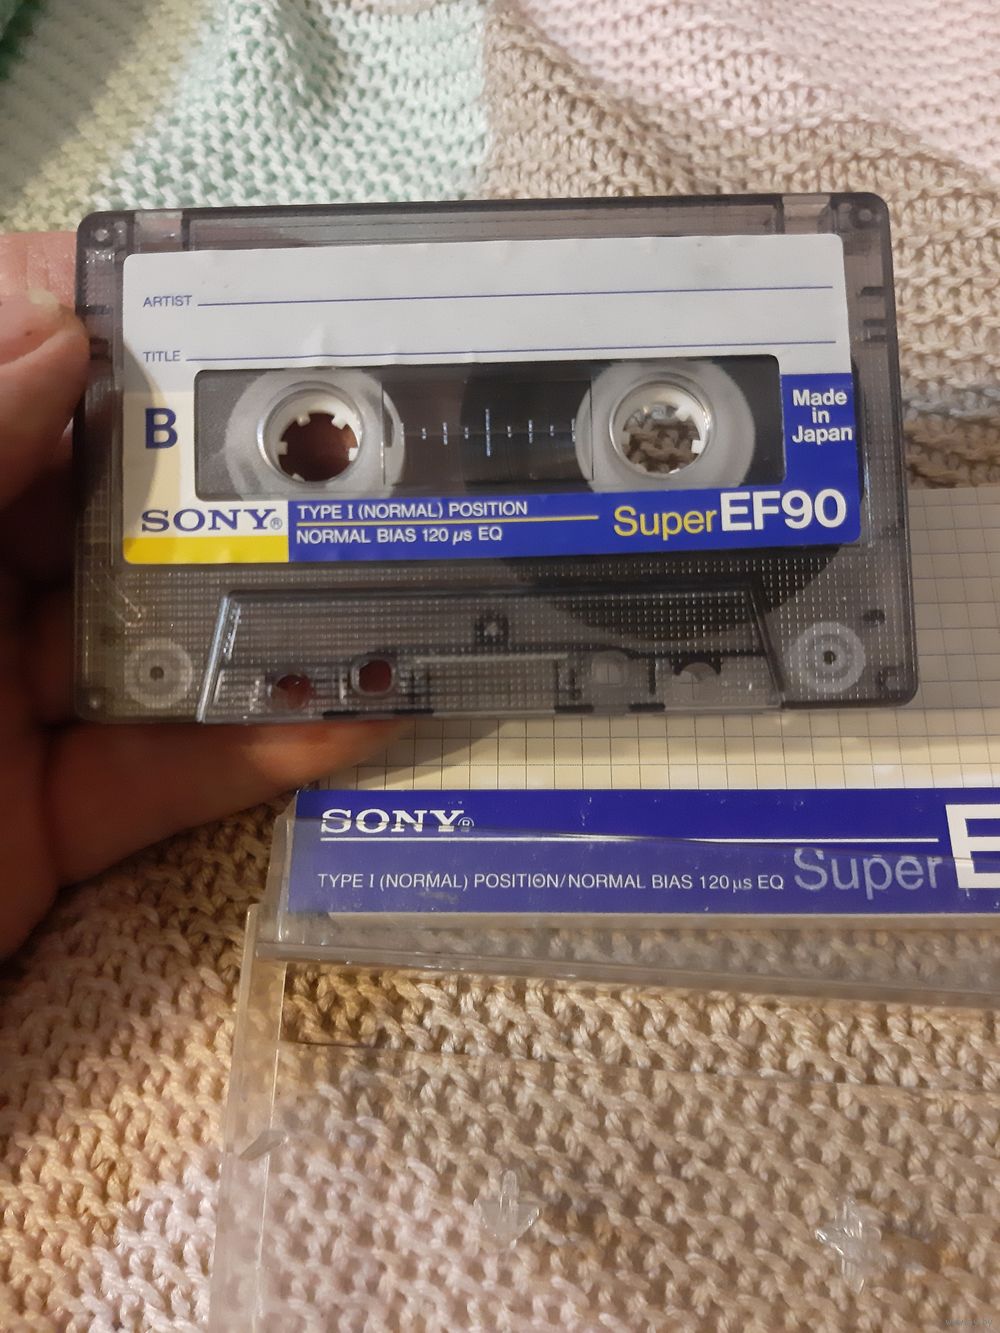 ARTIST
TITLE
B
Made
in
Japan
SONY®
TYPE I (NORMAL) POSITION
NORMAL BIAS 120 µs EQ
Super EF90
SONY®
TYPE I (NORMAL) POSITION/NORMAL BIAS 120 µs EQ
Super E